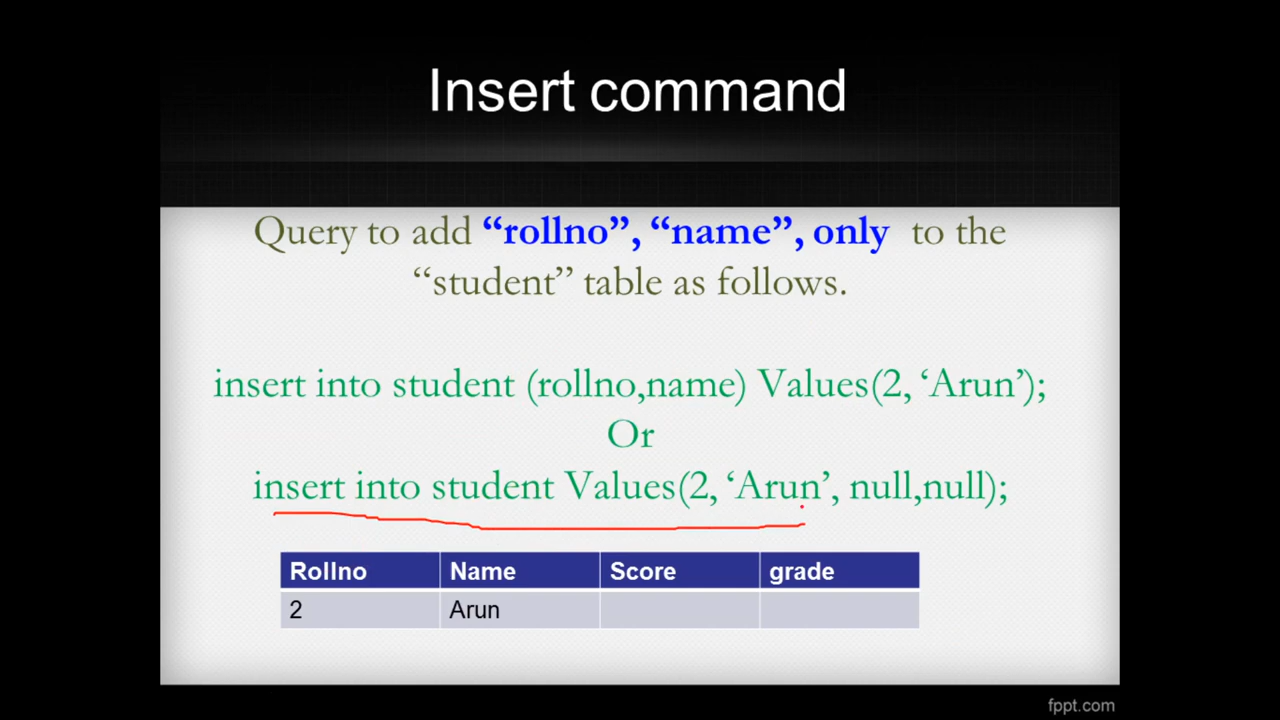 Insert command
Query to add “rollno”, “name”, only to the
“student” table as follows.
insert into student (rollno,name) Values(2, ‘Arun’);
Or
insert into student Values(2, ‘Arun’, null,null);
Rollno Name Score grade
2 Arun
fppt.com